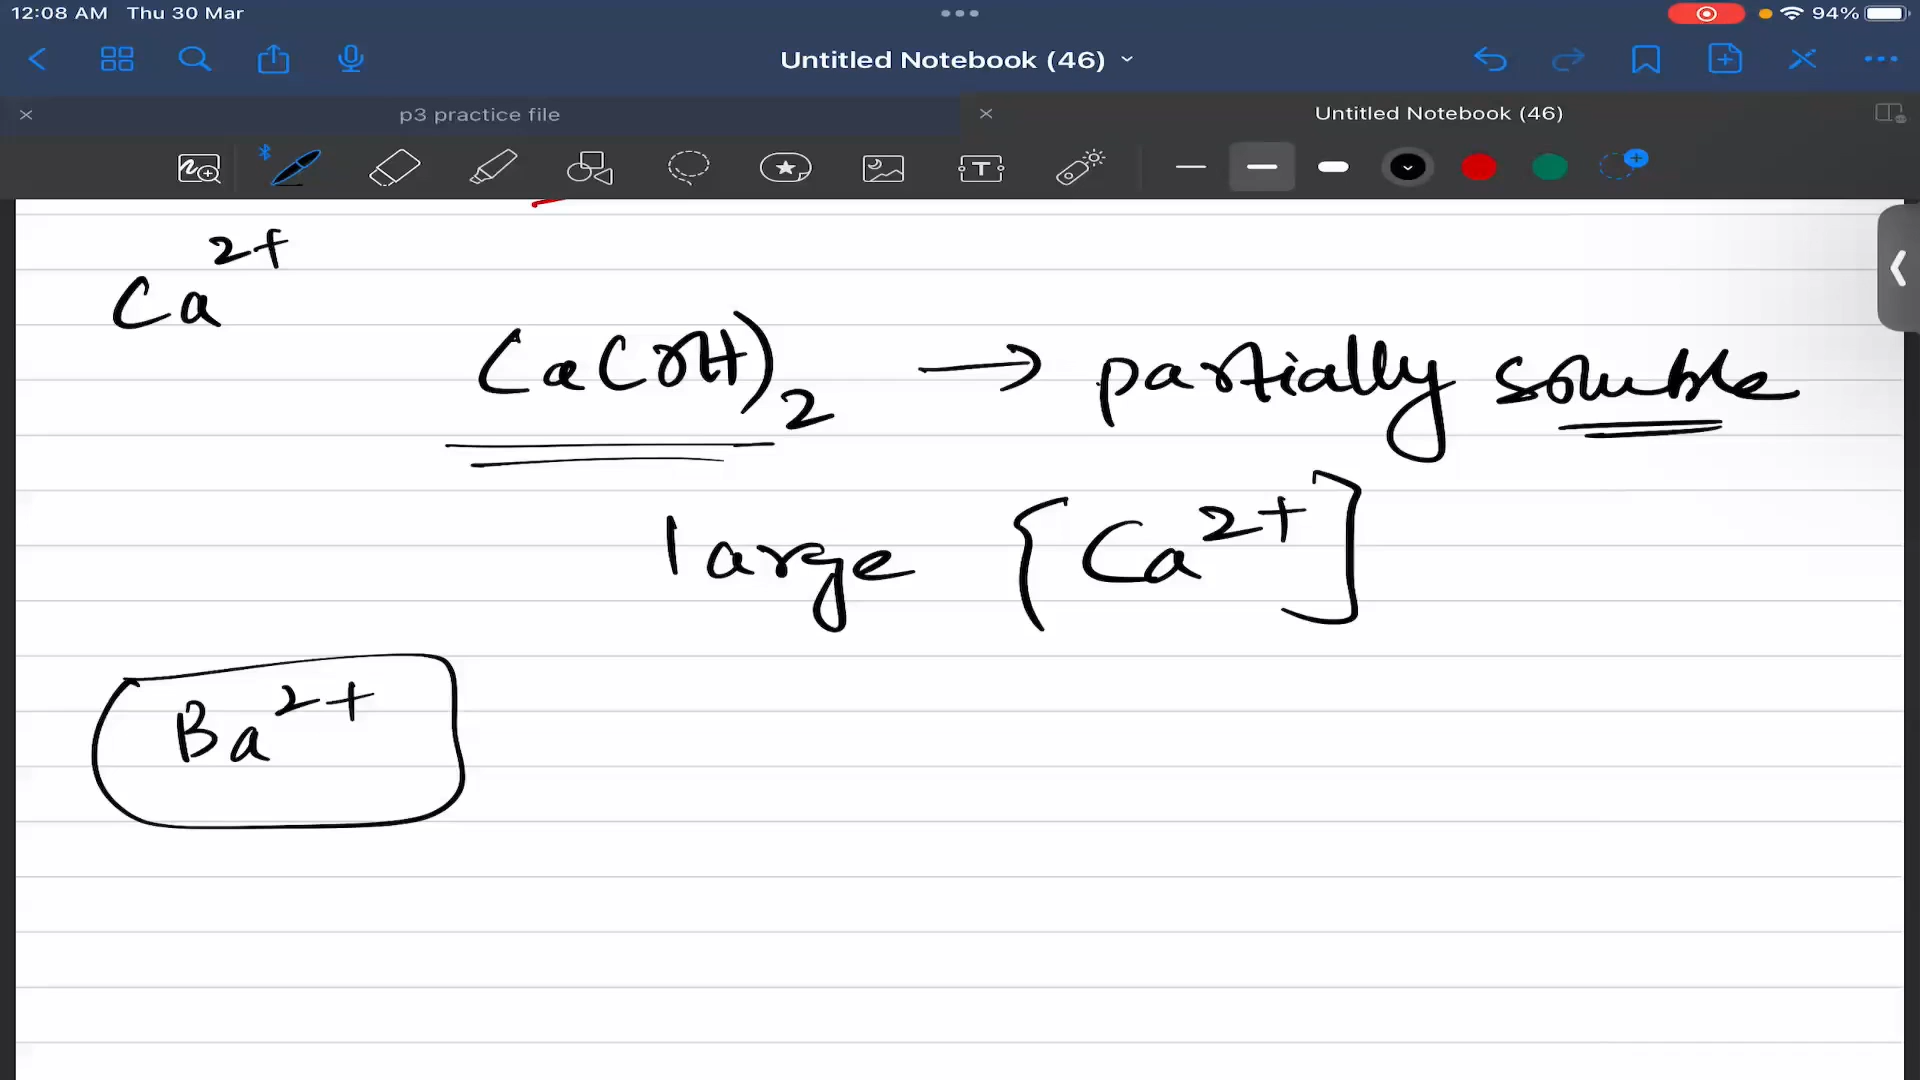 12:08 AM Thu 30 Mar
94%
Untitled Notebook (46)
p3 practice file
Untitled Notebook (46)
Ca²⁺
Ca(OH)₂ → partially soluble
large [Ca²⁺]
Ba²⁺